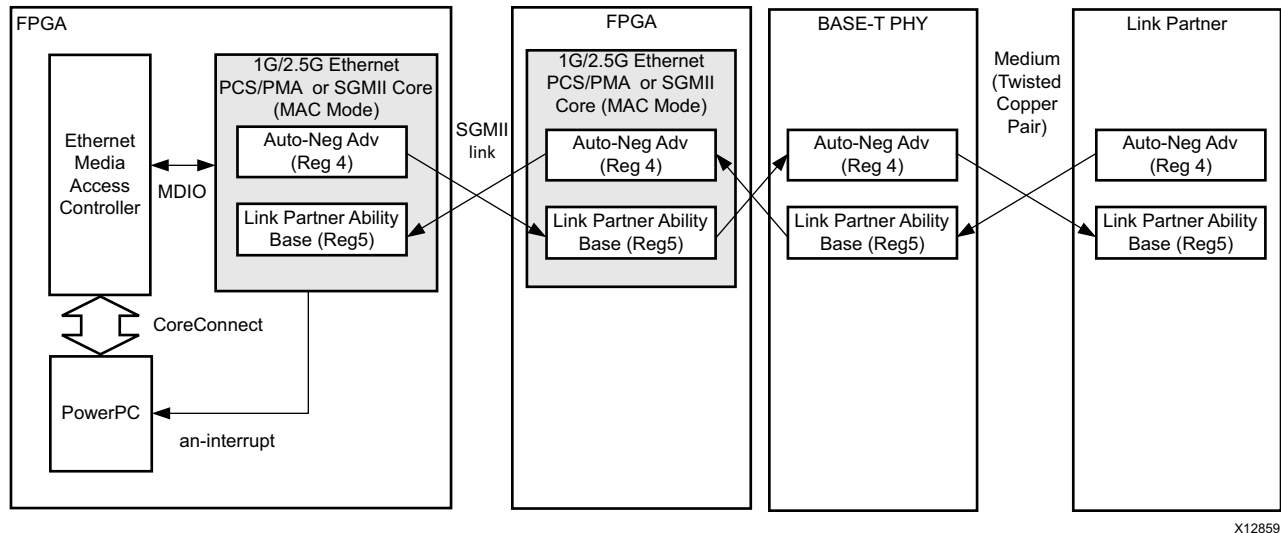 FPGA
Ethernet
Media
Access
Controller
MDIO
1G/2.5G Ethernet
PCS/PMA or SGMII Core
(MAC Mode)
Auto-Neg Adv
(Reg 4)
Link Partner Ability
Base (Reg5)
CoreConnect
PowerPC
an-interrupt
SGMII
link
FPGA
1G/2.5G Ethernet
PCS/PMA or SGMII
Core (MAC Mode)
Auto-Neg Adv
(Reg 4)
Link Partner Ability
Base (Reg5)
BASE-T PHY
Auto-Neg Adv
(Reg 4)
Link Partner Ability
Base (Reg5)
Medium
(Twisted
Copper
Pair)
Link Partner
Auto-Neg Adv
(Reg 4)
Link Partner Ability
Base (Reg5)
X12859